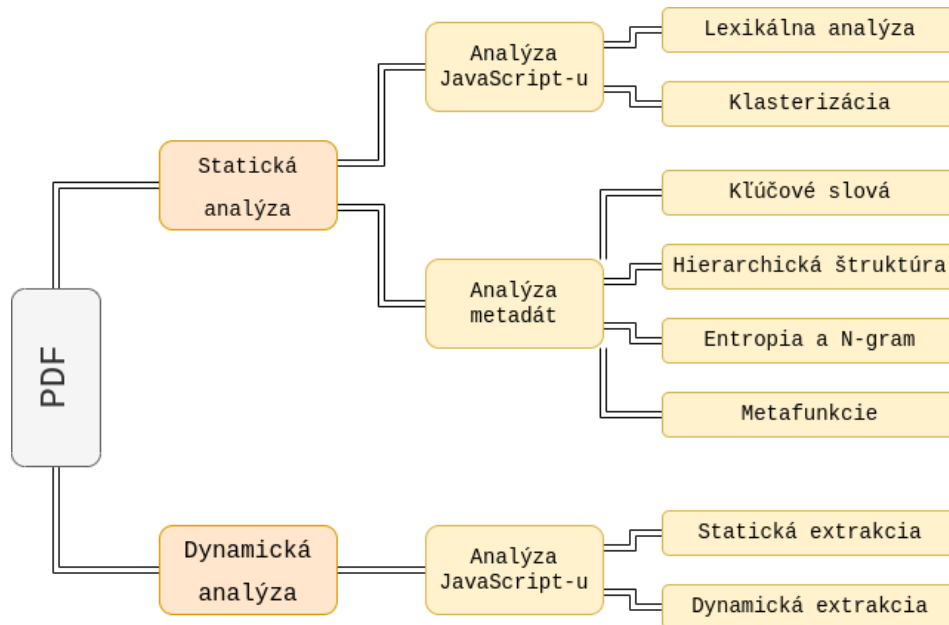 PDF
Statická
analýza
Analýza
JavaScript-u
Lexikálna analýza
Klasterizácia
Analýza
metadát
Kľúčové slová
Hierarchická štruktúra
Entropia a N-gram
Metafunkcie
Dynamická
analýza
Analýza
JavaScript-u
Statická extrakcia
Dynamická extrakcia